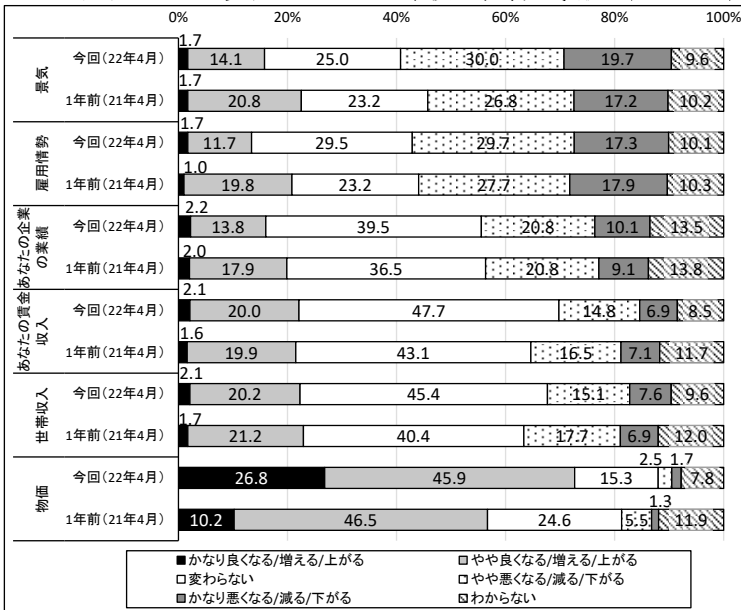 0% 20% 40% 60% 80% 100%
景気
今回(22年4月) 1.7 14.1 25.0 30.0 19.7 9.6
1年前(21年4月) 1.7 20.8 23.2 26.8 17.2 10.2
雇用情勢
今回(22年4月) 1.7 11.7 29.5 29.7 17.3 10.1
1年前(21年4月) 1.0 19.8 23.2 27.7 17.9 10.3
あなたの企業の業績
今回(22年4月) 2.2 13.8 39.5 20.8 10.1 13.5
1年前(21年4月) 2.0 17.9 36.5 20.8 9.1 13.8
あなたの賃金収入
今回(22年4月) 2.1 20.0 47.7 14.8 6.9 8.5
1年前(21年4月) 1.6 19.9 43.1 16.5 7.1 11.7
世帯収入
今回(22年4月) 2.1 20.2 45.4 15.1 7.6 9.6
1年前(21年4月) 1.7 21.2 40.4 17.7 6.9 12.0
物価
今回(22年4月) 26.8 45.9 15.3 2.5 1.7 7.8
1年前(21年4月) 10.2 46.5 24.6 5.5 1.3 11.9
かなり良くなる/増える/上がる やや良くなる/増える/上がる
変わらない やや悪くなる/減る/下がる
かなり悪くなる/減る/下がる わからない